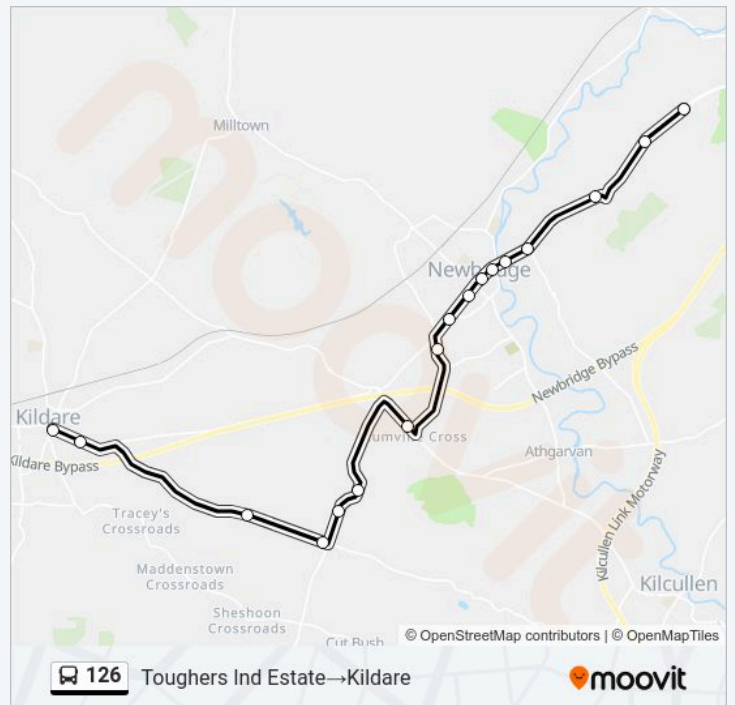 Milltown
Newbridge
Newbridge Bypass
Kildare
Kildare Bypass
Athgarvan
Tracey's
Crossroads
Kilcullen Link Motorway
Maddenstown
Crossroads
Kilcullen
Sheshoon
Crossroads
Cut Bush
moovit
© OpenStreetMap contributors | © OpenMapTiles
126 Toughers Ind Estate→Kildare
moovit